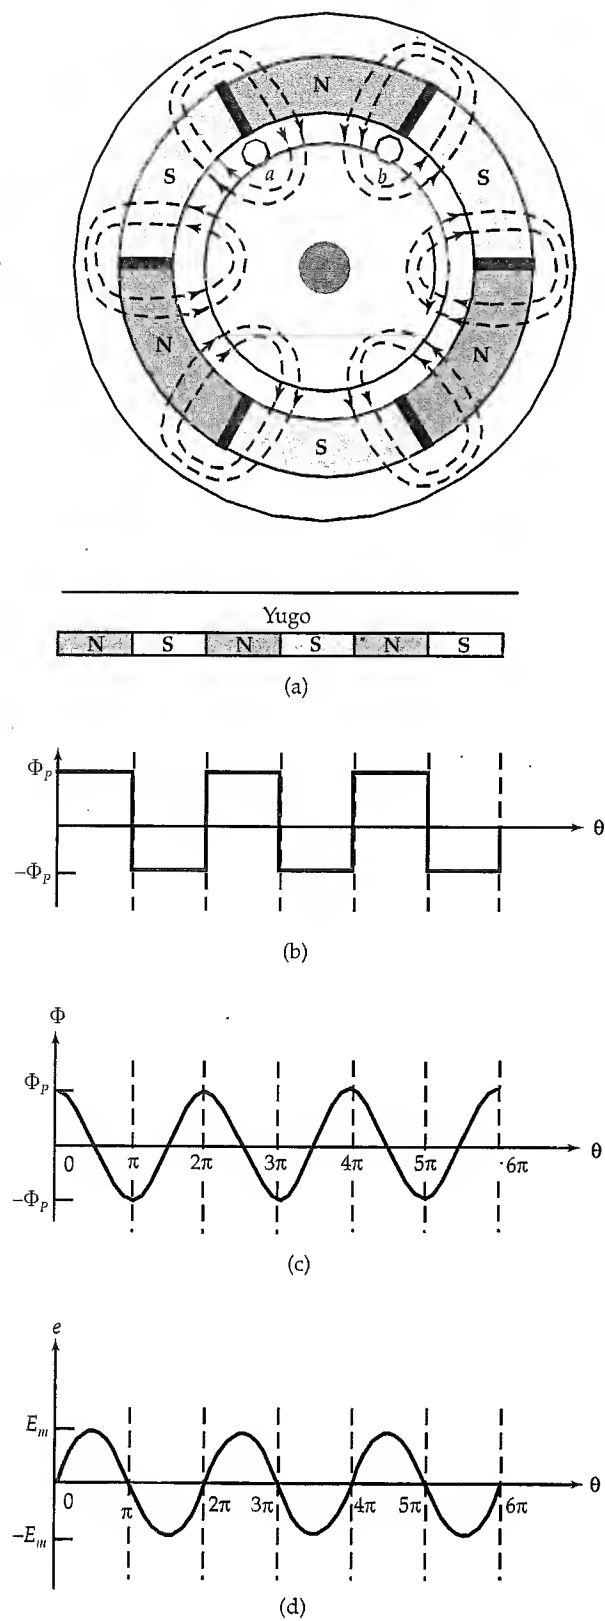 N
a b
S S
N N
S
Yugo
N S N S N S
(a)
Φp
θ
−Φp
(b)
Φ
Φp
0 π 2π 3π 4π 5π 6π θ
−Φp
(c)
e
Em
0 π 2π 3π 4π 5π 6π θ
−Em
(d)